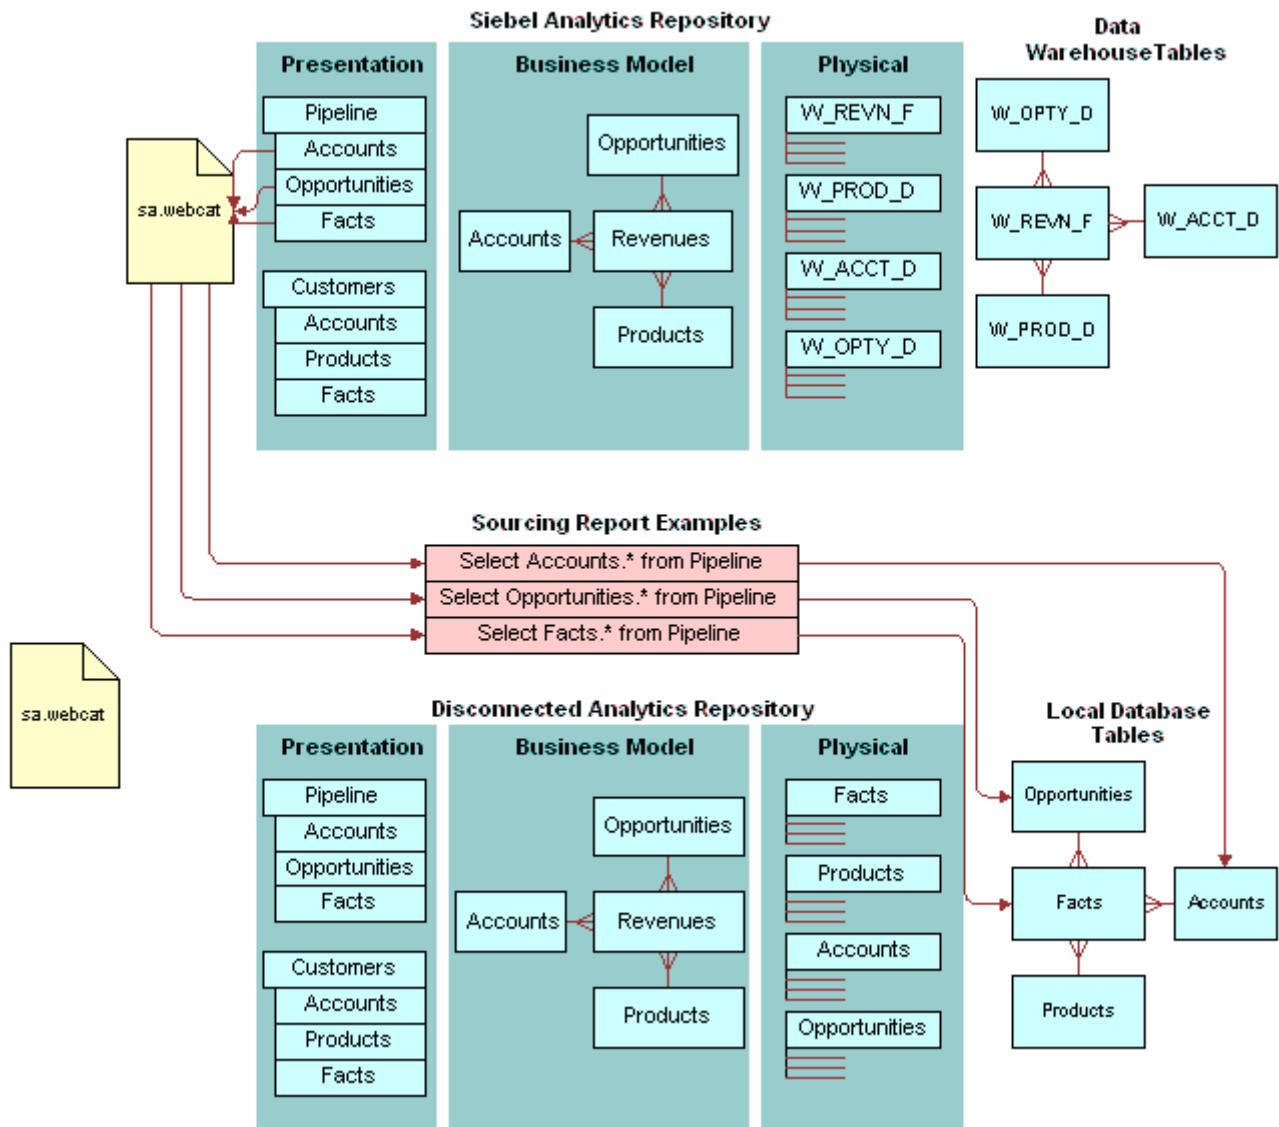 Siebel Analytics Repository
Data
WarehouseTables
Presentation
Business Model
Physical
Pipeline
Accounts
Opportunities
Facts
Customers
Accounts
Products
Facts
sa.webcat
Opportunities
Accounts
Revenues
Products
W_REVN_F
W_PROD_D
W_ACCT_D
W_OPTY_D
W_OPTY_D
W_REVN_F
W_ACCT_D
W_PROD_D
Sourcing Report Examples
Select Accounts.* from Pipeline
Select Opportunities.* from Pipeline
Select Facts.* from Pipeline
sa.webcat
Disconnected Analytics Repository
Local Database
Tables
Presentation
Business Model
Physical
Pipeline
Accounts
Opportunities
Facts
Customers
Accounts
Products
Facts
Opportunities
Accounts
Revenues
Products
Facts
Products
Accounts
Opportunities
Opportunities
Facts
Accounts
Products